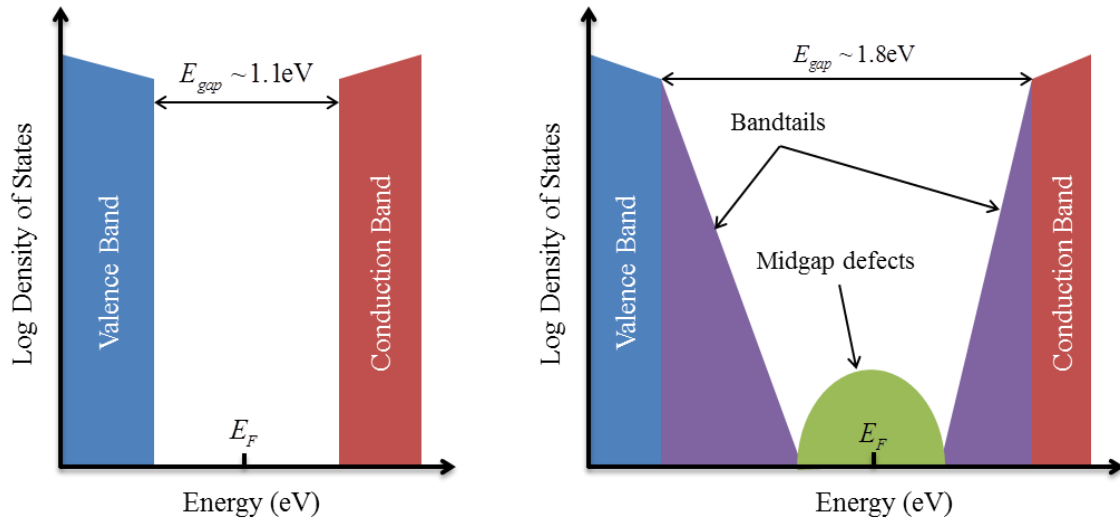 Log Density of States
E_gap ~ 1.1eV
Valence Band
Conduction Band
E_F
Energy (eV)
Log Density of States
E_gap ~ 1.8eV
Bandtails
Midgap defects
Valence Band
Conduction Band
E_F
Energy (eV)